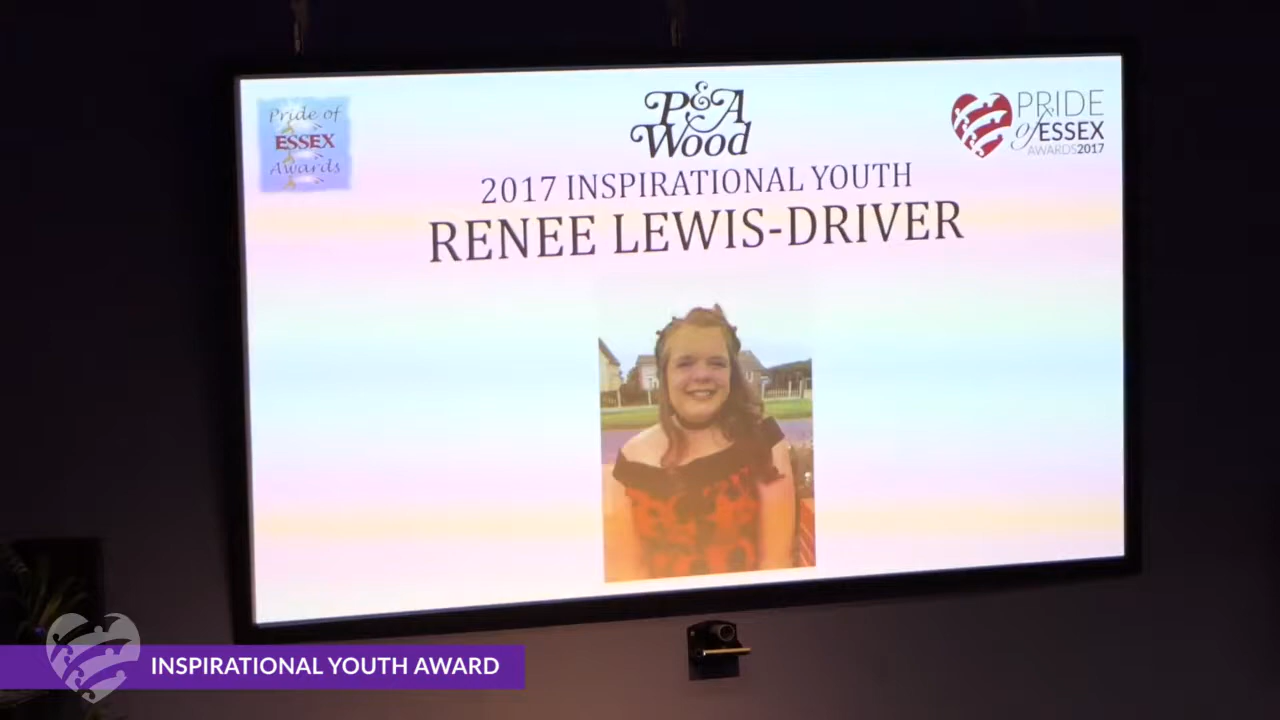 Pride of
ESSEX
Awards
P&A
Wood
PRIDE
of ESSEX
AWARDS2017
2017 INSPIRATIONAL YOUTH
RENEE LEWIS-DRIVER
INSPIRATIONAL YOUTH AWARD